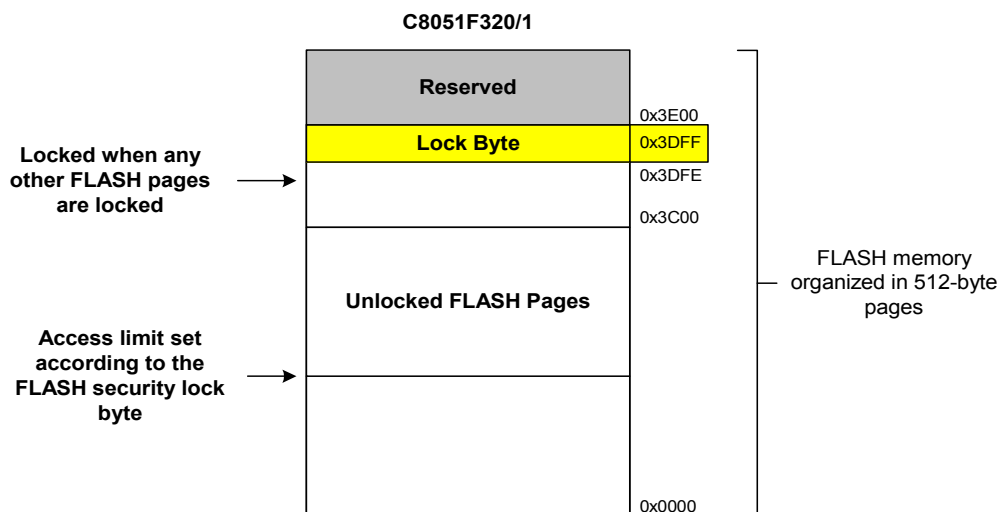 C8051F320/1
Reserved
0x3E00
Lock Byte
0x3DFF
Locked when any
other FLASH pages
are locked
0x3DFE
0x3C00
Unlocked FLASH Pages
FLASH memory
organized in 512-byte
pages
Access limit set
according to the
FLASH security lock
byte
0x0000